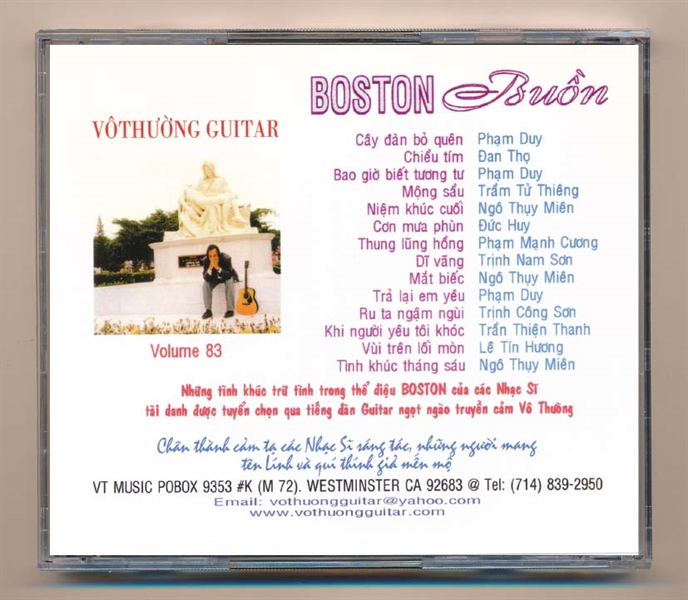 BOSTON Buồn
VÔTHƯỜNG GUITAR
Cây đàn bỏ quên Phạm Duy
Chiều tím Đan Thọ
Bao giờ biết tương tư Phạm Duy
Mộng sầu Trầm Tử Thiêng
Niệm khúc cuối Ngô Thụy Miên
Cơn mưa phùn Đức Huy
Thung lũng hồng Phạm Mạnh Cương
Dĩ vãng Trịnh Nam Sơn
Mắt biếc Ngô Thụy Miên
Trả lại em yêu Phạm Duy
Ru ta ngậm ngùi Trịnh Công Sơn
Khi người yêu tôi khóc Trần Thiện Thanh
Vùi trên lối mòn Lê Tín Hương
Tình khúc tháng sáu Ngô Thụy Miên
Volume 83
Những tình khúc trữ tình trong thể điệu BOSTON của các Nhạc Sĩ
tài danh được tuyển chọn qua tiếng đàn Guitar ngọt ngào truyền cảm Vô Thường
Chân thành cảm tạ các Nhạc Sĩ sáng tác, những người mang
tên Lính và quí thính giả mến mộ
VT MUSIC POBOX 9353 #K (M 72). WESTMINSTER CA 92683 @ Tel: (714) 839-2950
Email: vothuongguitar@yahoo.com
www.vothuongguitar.com